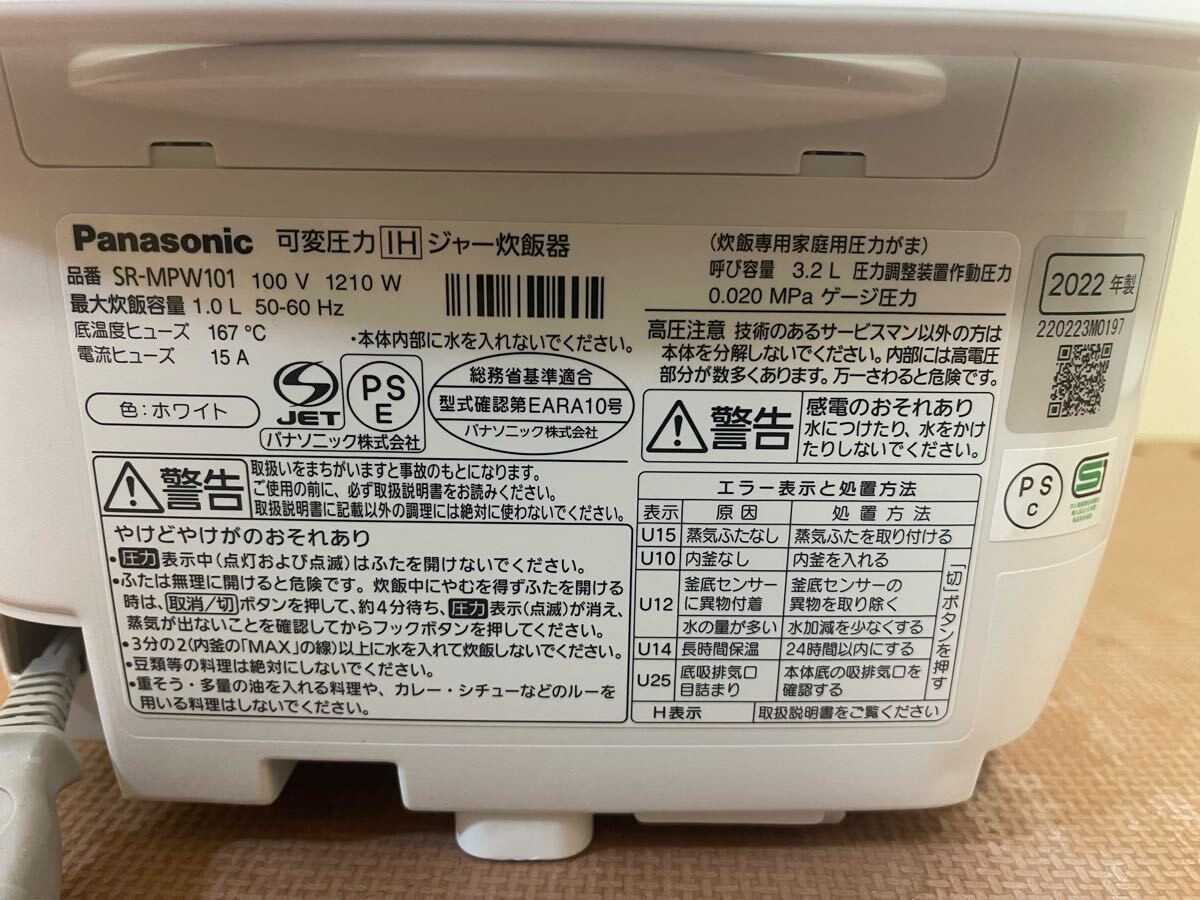 Panasonic 可変圧力 IH ジャー炊飯器
品番 SR-MPW101 100 V 1210 W
最大炊飯容量 1.0 L 50-60 Hz
底温度ヒューズ 167 ℃
電流ヒューズ 15 A
・本体内部に水を入れないでください。
色:ホワイト
JET
PS
E
パナソニック株式会社
総務省基準適合
型式確認第EARA10号
パナソニック株式会社
警告
取扱いをまちがいますと事故のもとになります。
ご使用の前に、必ず取扱説明書をお読みください。
取扱説明書に記載以外の調理には絶対に使わないでください。
やけどやけがのおそれあり
・圧力表示中(点灯および点滅)はふたを開けないでください。
・ふたは無理に開けると危険です。炊飯中にやむを得ずふたを開ける
時は、取消/切ボタンを押して、約4分待ち、圧力表示(点滅)が消え、
蒸気が出ないことを確認してからフックボタンを押してください。
・3分の2(内釜の「MAX」の線)以上に水を入れて炊飯しないでください。
・豆類等の料理は絶対にしないでください。
・重そう・多量の油を入れる料理や、カレー・シチューなどのルーを
用いる料理はしないでください。
(炊飯専用家庭用圧力がま)
呼び容量 3.2 L 圧力調整装置作動圧力
0.020 MPa ゲージ圧力
高圧注意 技術のあるサービスマン以外の方は
本体を分解しないでください。内部には高電圧
部分が数多くあります。万一さわると危険です。
警告
感電のおそれあり
水につけたり、水をかけ
たりしないでください。
エラー表示と処置方法
表示 原因 処置方法
U15 蒸気ふたなし 蒸気ふたを取り付ける
U10 内釜なし 内釜を入れる
U12 釜底センサーに異物付着 釜底センサーの異物を取り除く
水の量が多い 水加減を少なくする
U14 長時間保温 24時間以内にする
U25 底吸排気口目詰まり 本体底の吸排気口を確認する
「切」ボタンを押す
H表示 取扱説明書をご覧ください
2022年製
220223M0197
PS
C
S